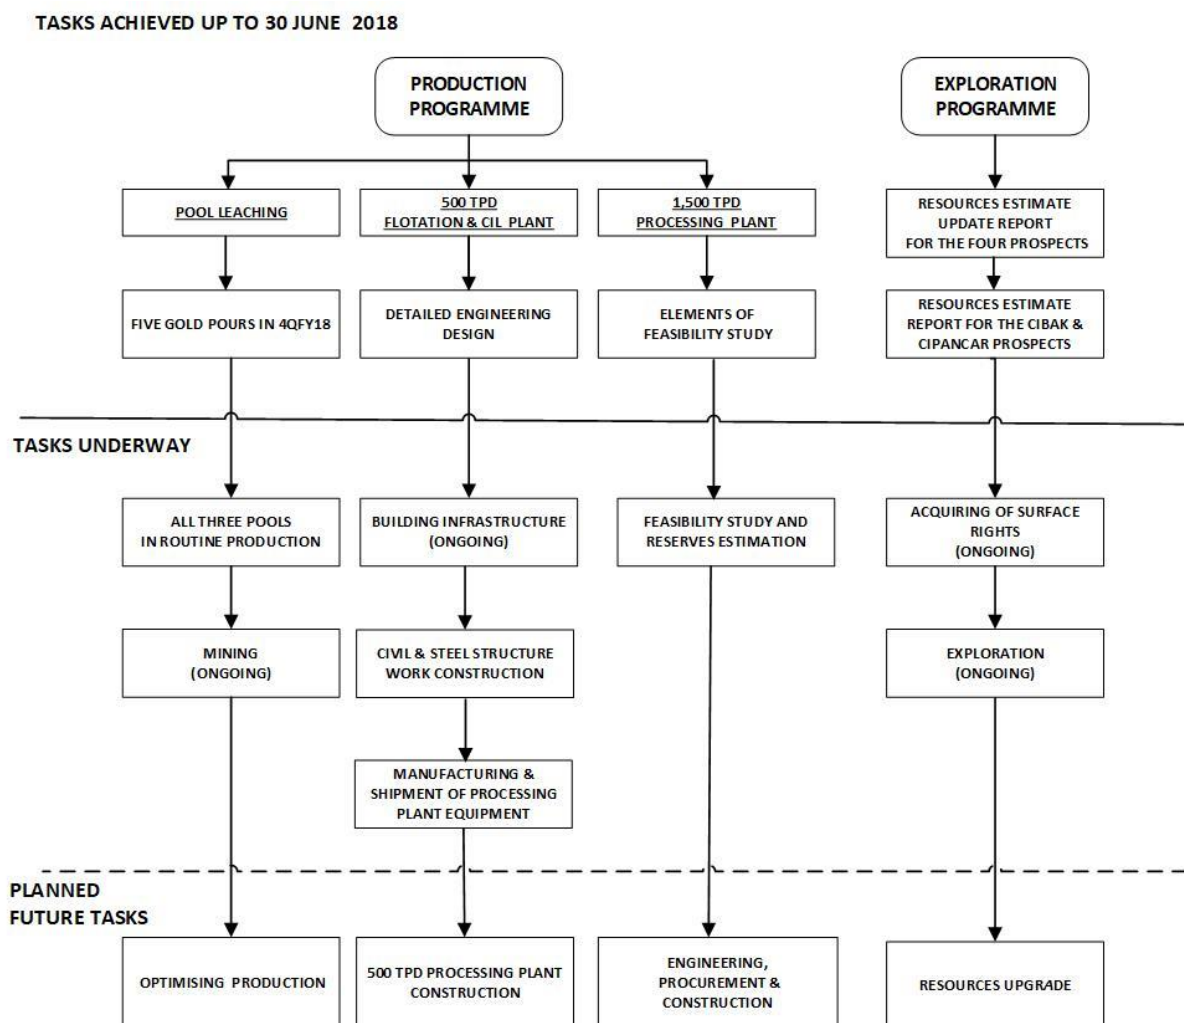 TASKS ACHIEVED UP TO 30 JUNE 2018
PRODUCTION
PROGRAMME
EXPLORATION
PROGRAMME
POOL LEACHING
500 TPD
FLOTATION & CIL PLANT
1,500 TPD
PROCESSING PLANT
RESOURCES ESTIMATE
UPDATE REPORT
FOR THE FOUR PROSPECTS
FIVE GOLD POURS IN 4QFY18
DETAILED ENGINEERING
DESIGN
ELEMENTS OF
FEASIBILITY STUDY
RESOURCES ESTIMATE
REPORT FOR THE CIBAK &
CIPANCAR PROSPECTS
TASKS UNDERWAY
ALL THREE POOLS
IN ROUTINE PRODUCTION
BUILDING INFRASTRUCTURE
(ONGOING)
FEASIBILITY STUDY AND
RESERVES ESTIMATION
ACQUIRING OF SURFACE
RIGHTS
(ONGOING)
MINING
(ONGOING)
CIVIL & STEEL STRUCTURE
WORK CONSTRUCTION
EXPLORATION
(ONGOING)
MANUFACTURING &
SHIPMENT OF PROCESSING
PLANT EQUIPMENT
PLANNED
FUTURE TASKS
OPTIMISING PRODUCTION
500 TPD PROCESSING PLANT
CONSTRUCTION
ENGINEERING,
PROCUREMENT &
CONSTRUCTION
RESOURCES UPGRADE